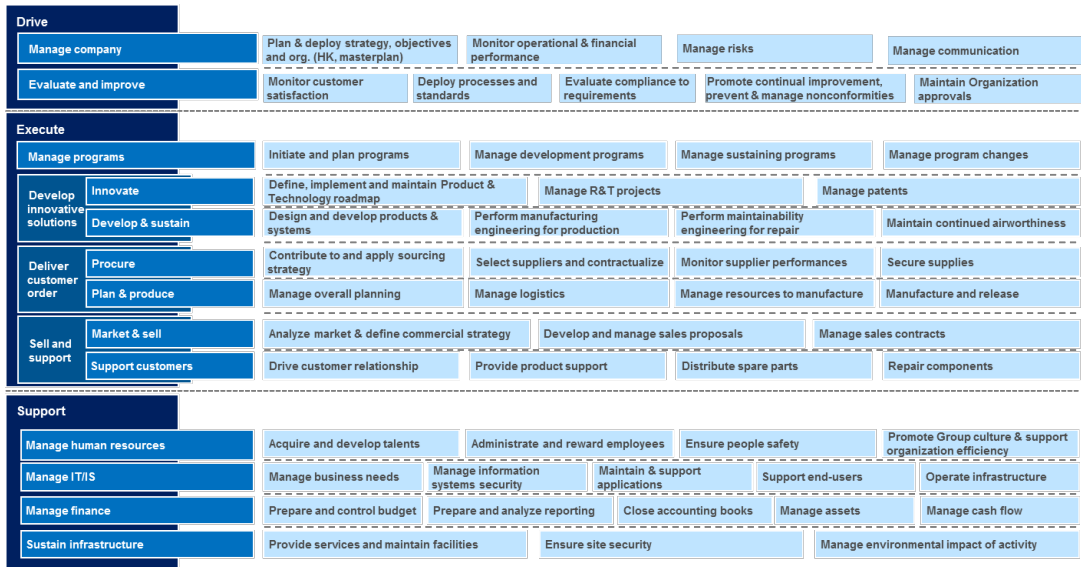 Drive
Manage company
Plan & deploy strategy, objectives
and org. (HK, masterplan)
Monitor operational & financial
performance
Manage risks
Manage communication
Evaluate and improve
Monitor customer
satisfaction
Deploy processes and
standards
Evaluate compliance to
requirements
Promote continual improvement,
prevent & manage nonconformities
Maintain Organization
approvals
Execute
Manage programs
Initiate and plan programs
Manage development programs
Manage sustaining programs
Manage program changes
Develop
innovative
solutions
Innovate
Define, implement and maintain Product &
Technology roadmap
Manage R&T projects
Manage patents
Develop & sustain
Design and develop products &
systems
Perform manufacturing
engineering for production
Perform maintainability
engineering for repair
Maintain continued airworthiness
Deliver
customer
order
Procure
Contribute to and apply sourcing
strategy
Select suppliers and contractualize
Monitor supplier performances
Secure supplies
Plan & produce
Manage overall planning
Manage logistics
Manage resources to manufacture
Manufacture and release
Sell and
support
Market & sell
Analyze market & define commercial strategy
Develop and manage sales proposals
Manage sales contracts
Support customers
Drive customer relationship
Provide product support
Distribute spare parts
Repair components
Support
Manage human resources
Acquire and develop talents
Administrate and reward employees
Ensure people safety
Promote Group culture & support
organization efficiency
Manage IT/IS
Manage business needs
Manage information
systems security
Maintain & support
applications
Support end-users
Operate infrastructure
Manage finance
Prepare and control budget
Prepare and analyze reporting
Close accounting books
Manage assets
Manage cash flow
Sustain infrastructure
Provide services and maintain facilities
Ensure site security
Manage environmental impact of activity